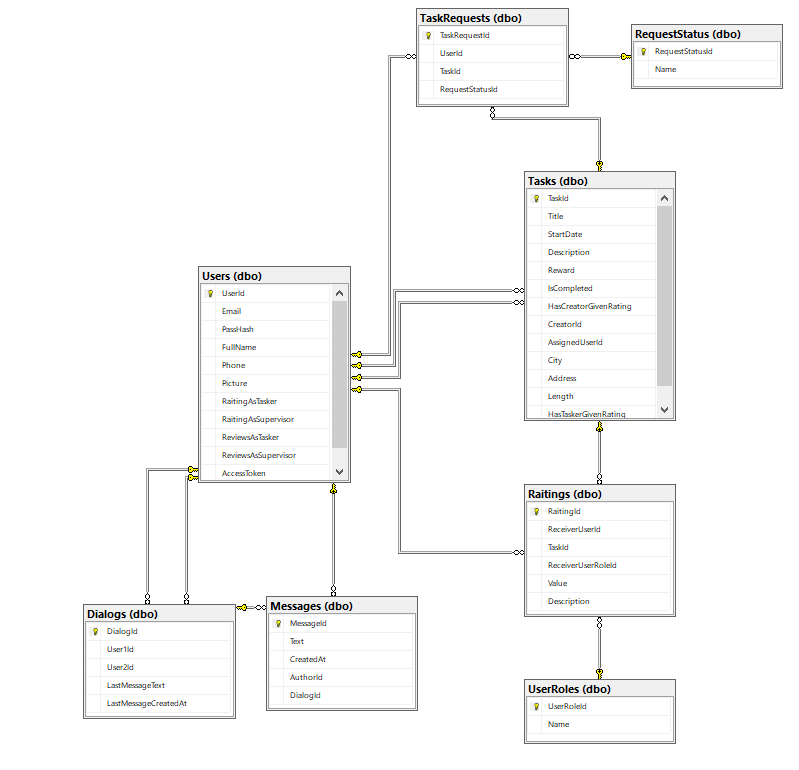 TaskRequests (dbo)
TaskRequestId
UserId
TaskId
RequestStatusId
RequestStatus (dbo)
RequestStatusId
Name
Tasks (dbo)
TaskId
Title
StartDate
Description
Reward
IsCompleted
HasCreatorGivenRating
CreatorId
AssignedUserId
City
Address
Length
HasTaskerGivenRating
Users (dbo)
UserId
Email
PassHash
FullName
Phone
Picture
RaitingAsTasker
RaitingAsSupervisor
ReviewsAsTasker
ReviewsAsSupervisor
AccessToken
Raitings (dbo)
RaitingId
ReceiverUserId
TaskId
ReceiverUserRoleId
Value
Description
Dialogs (dbo)
DialogId
User1Id
User2Id
LastMessageText
LastMessageCreatedAt
Messages (dbo)
MessageId
Text
CreatedAt
AuthorId
DialogId
UserRoles (dbo)
UserRoleId
Name